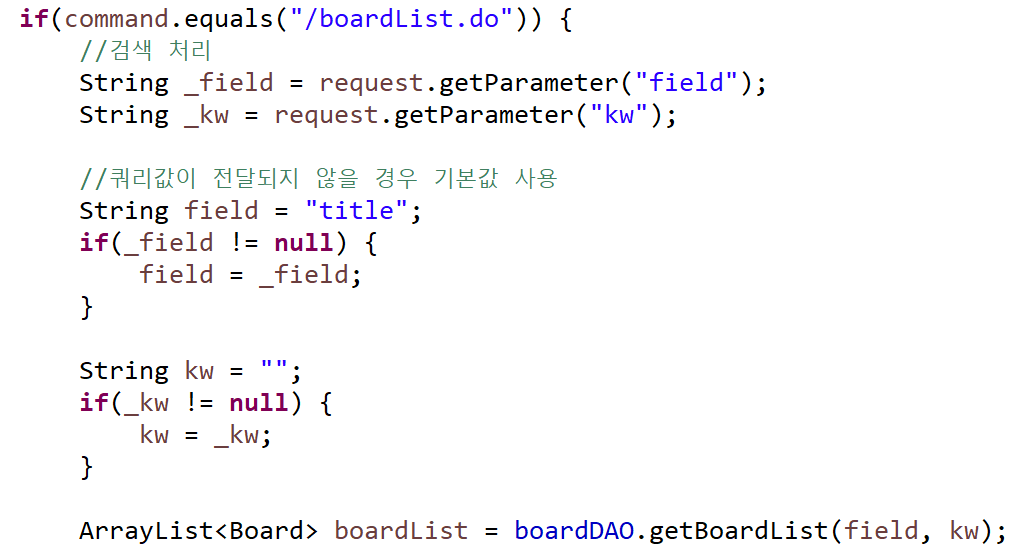 if(command.equals("/boardList.do")) {
//검색 처리
String _field = request.getParameter("field");
String _kw = request.getParameter("kw");
//쿼리값이 전달되지 않을 경우 기본값 사용
String field = "title";
if(_field != null) {
field = _field;
}
String kw = "";
if(_kw != null) {
kw = _kw;
}
ArrayList<Board> boardList = boardDAO.getBoardList(field, kw);